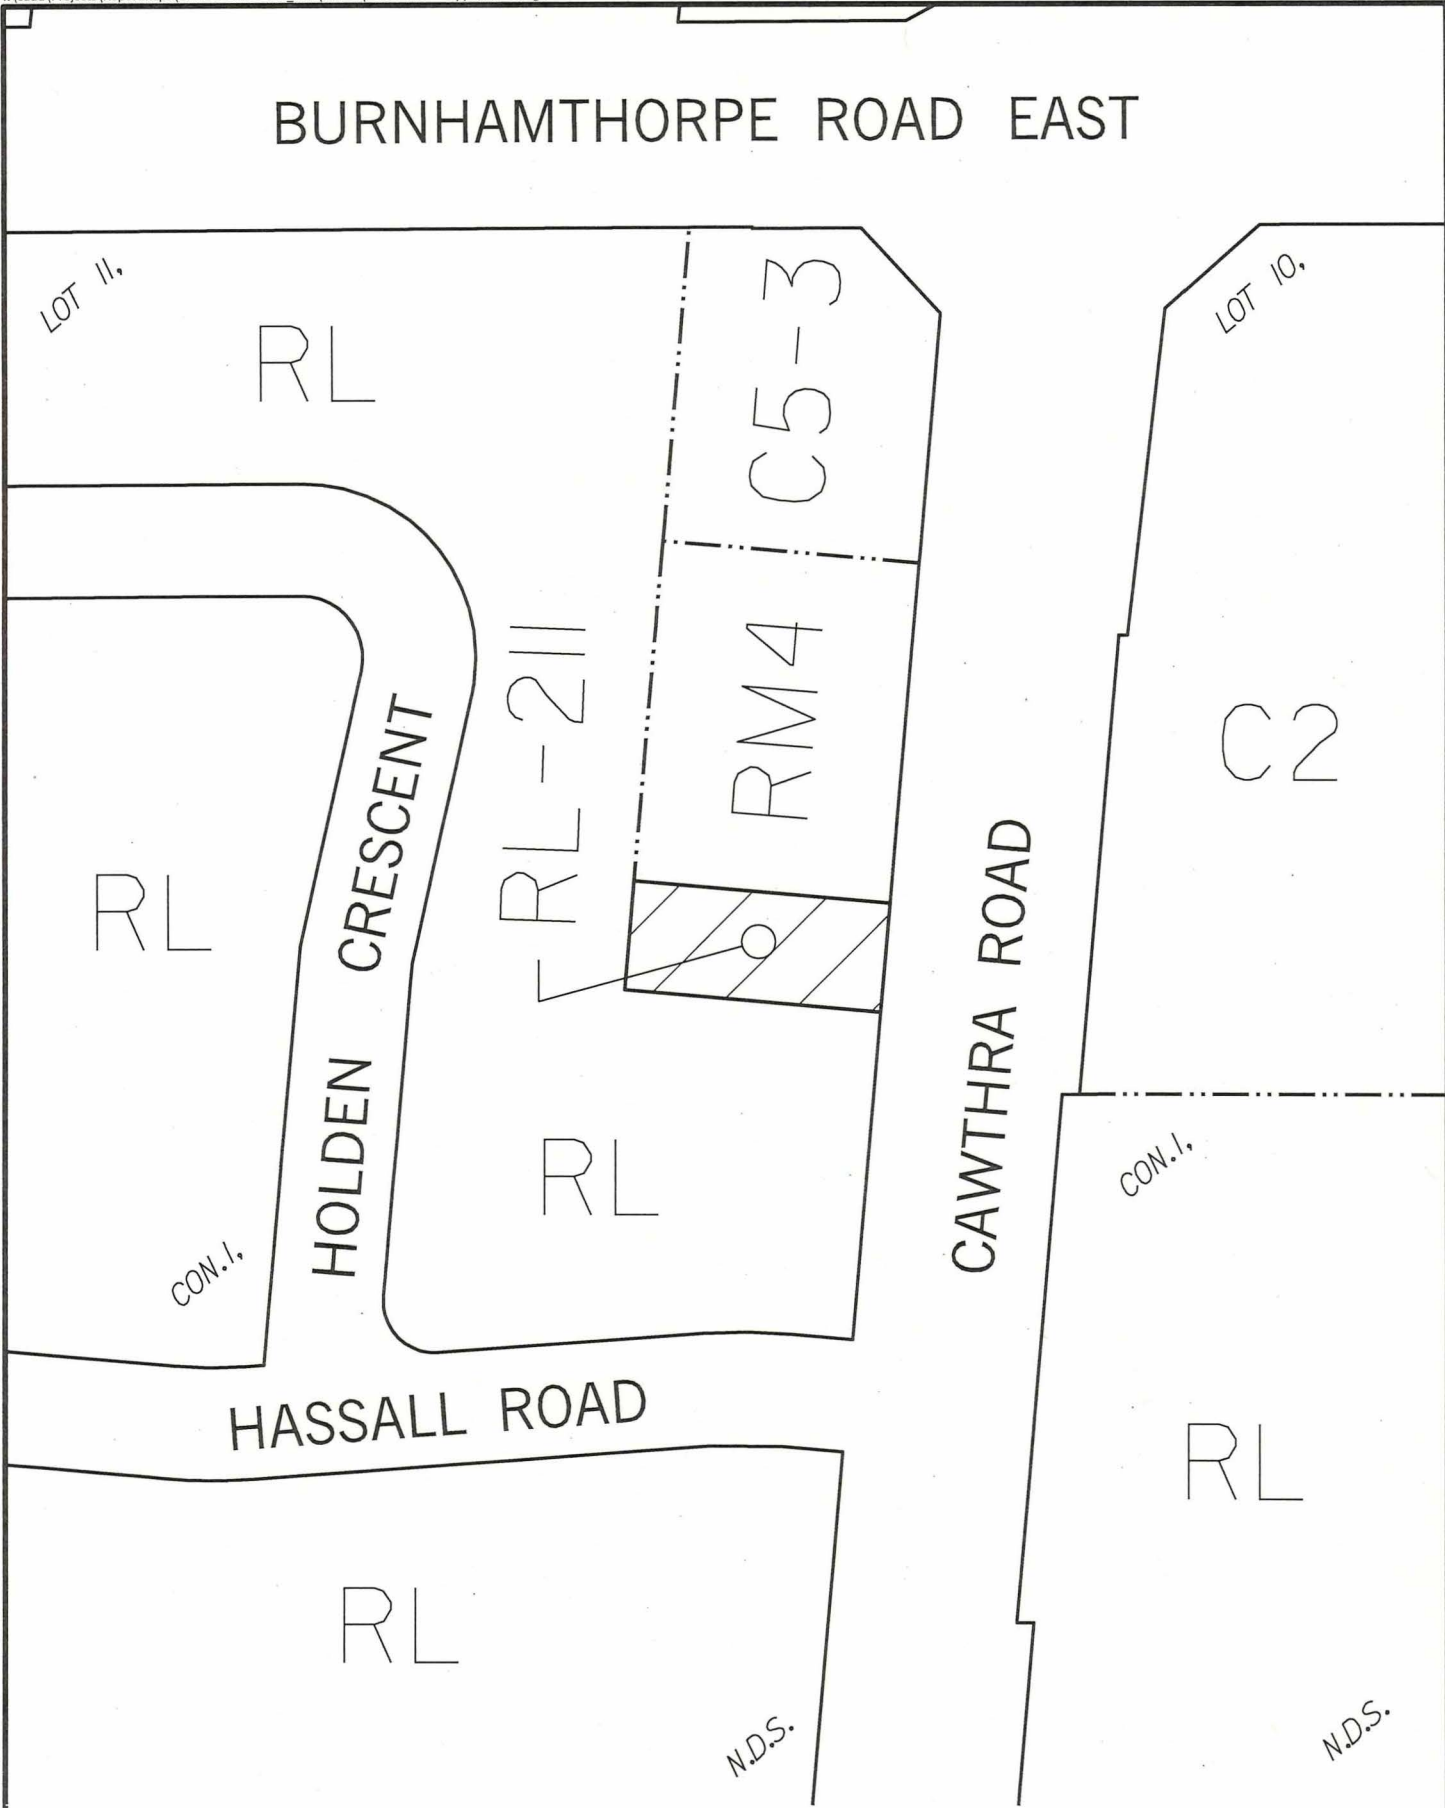 BURNHAMTHORPE ROAD EAST
LOT 11,
LOT 10,
RL
C5-3
RL-211
RM4
C2
RL
HOLDEN CRESCENT
CAWTHRA ROAD
RL
CON.1,
CON.1,
HASSALL ROAD
RL
RL
N.D.S.
N.D.S.